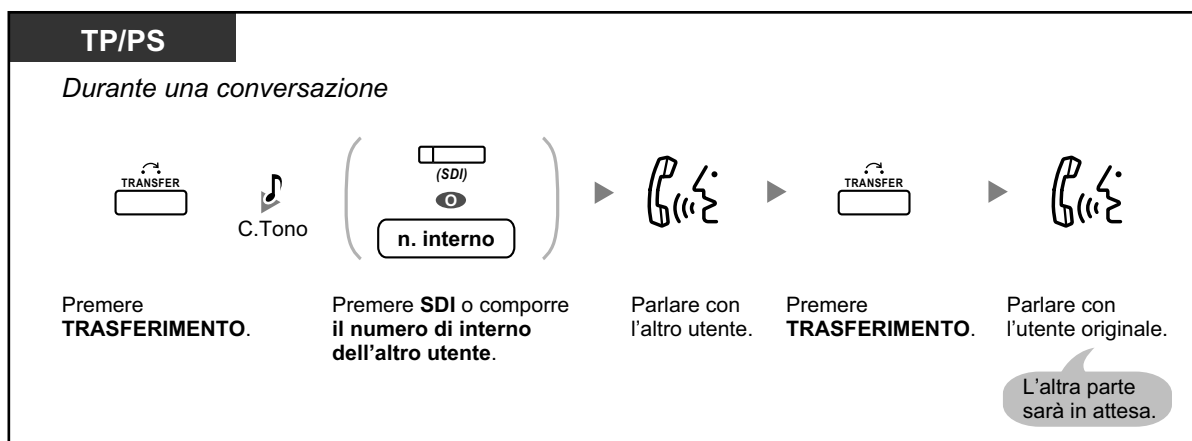 TP/PS
Durante una conversazione
TRANSFER
C.Tono
(SDI)
O
n. interno
TRANSFER
Premere
TRASFERIMENTO.
Premere SDI o comporre
il numero di interno
dell'altro utente.
Parlare con
l'altro utente.
Premere
TRASFERIMENTO.
Parlare con
l'utente originale.
L'altra parte
sarà in attesa.